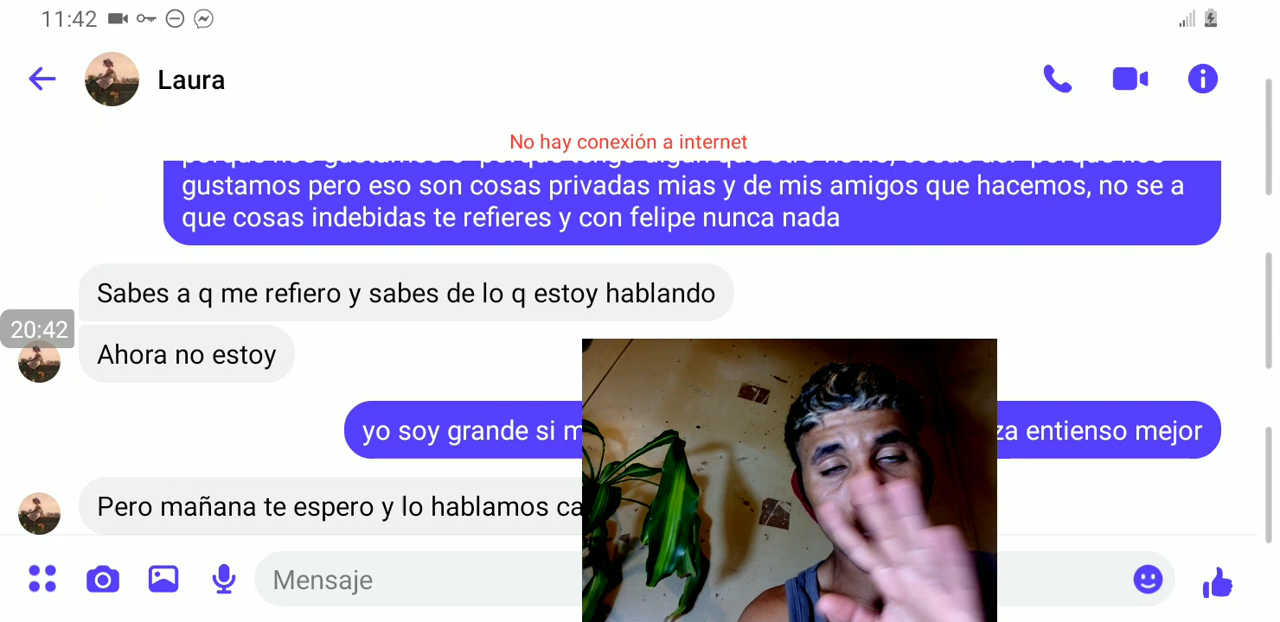 11:42
Laura
No hay conexión a internet
gustamos pero eso son cosas privadas mias y de mis amigos que hacemos, no se a
que cosas indebidas te refieres y con felipe nunca nada
Sabes a q me refiero y sabes de lo q estoy hablando
20:42
Ahora no estoy
yo soy grande si entienso mejor
Pero mañana te espero y lo hablamos
Mensaje